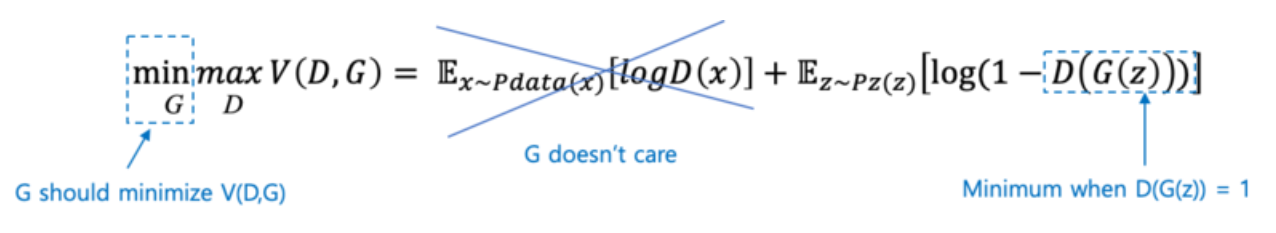 min max V(D, G) = 𝔼x~Pdata(x)[logD(x)] + 𝔼z~Pz(z)[log(1 − D(G(z)))]
G D
G doesn't care
G should minimize V(D,G)
Minimum when D(G(z)) = 1